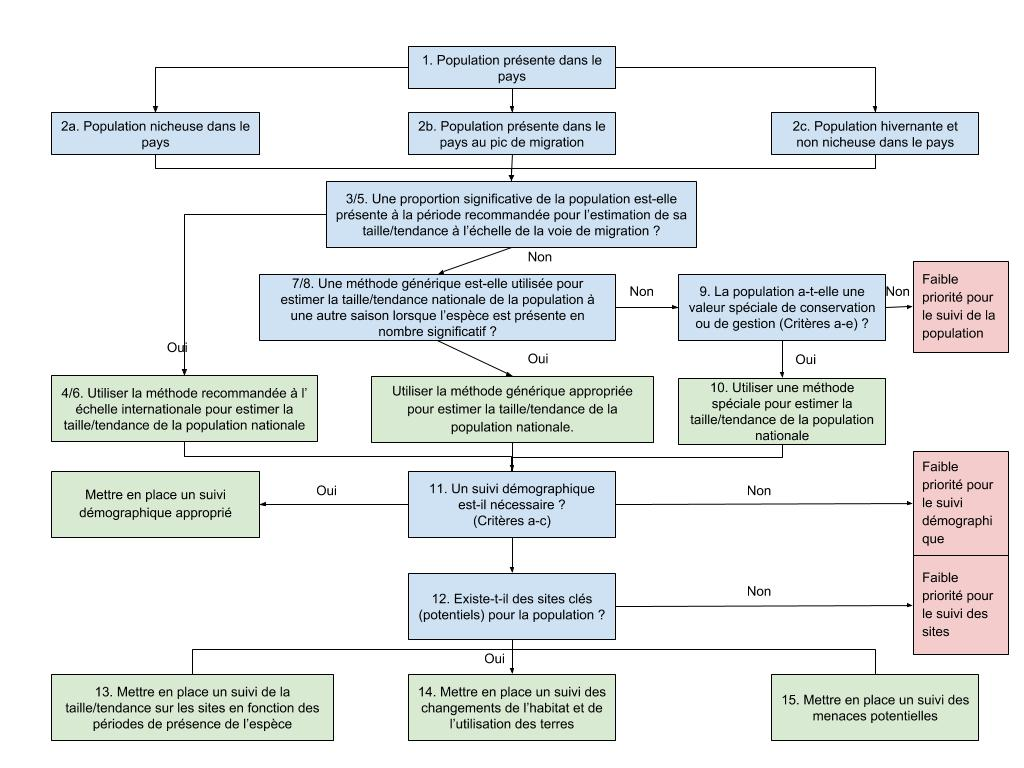 1. Population présente dans le
pays
2a. Population nicheuse dans le
pays
2b. Population présente dans le
pays au pic de migration
2c. Population hivernante et
non nicheuse dans le pays
3/5. Une proportion significative de la population est-elle
présente à la période recommandée pour l'estimation de sa
taille/tendance à l'échelle de la voie de migration ?
Non
7/8. Une méthode générique est-elle utilisée pour
estimer la taille/tendance nationale de la population à
une autre saison lorsque l'espèce est présente en
nombre significatif ?
Non
9. La population a-t-elle une
valeur spéciale de conservation
ou de gestion (Critères a-e) ?
Non
Faible
priorité pour
le suivi de la
population
Oui
Oui
Oui
4/6. Utiliser la méthode recommandée à l'
échelle internationale pour estimer la
taille/tendance de la population nationale
Utiliser la méthode générique appropriée
pour estimer la taille/tendance de la
population nationale.
10. Utiliser une méthode
spéciale pour estimer la
taille/tendance de la population
nationale
Mettre en place un suivi
démographique approprié
Oui
11. Un suivi démographique
est-il nécessaire ?
(Critères a-c)
Non
Faible
priorité pour
le suivi
démographi
que
12. Existe-t-il des sites clés
(potentiels) pour la population ?
Non
Faible
priorité pour
le suivi des
sites
Oui
13. Mettre en place un suivi de la
taille/tendance sur les sites en fonction des
périodes de présence de l'espèce
14. Mettre en place un suivi des
changements de l'habitat et de
l'utilisation des terres
15. Mettre en place un suivi des
menaces potentielles